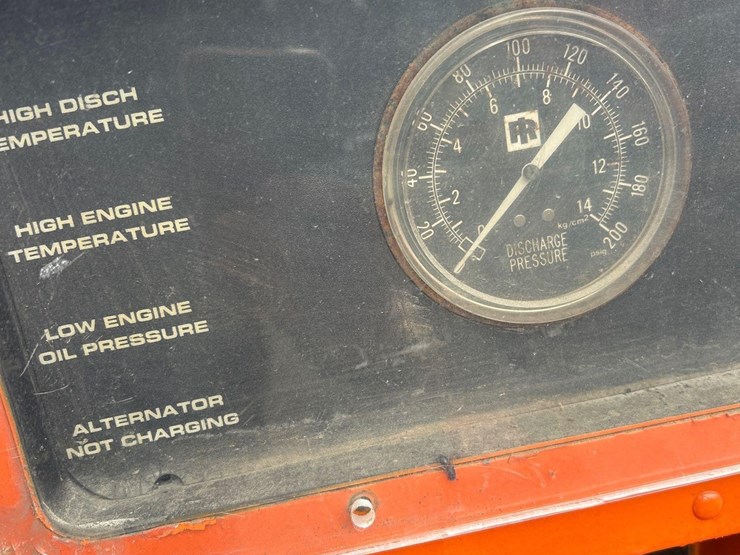 HIGH DISCH
TEMPERATURE
HIGH ENGINE
TEMPERATURE
LOW ENGINE
OIL PRESSURE
ALTERNATOR
NOT CHARGING
20
40
60
80
100
120
140
160
180
200
0
2
4
6
8
10
12
14
IR
kg/cm²
psig
DISCHARGE
PRESSURE